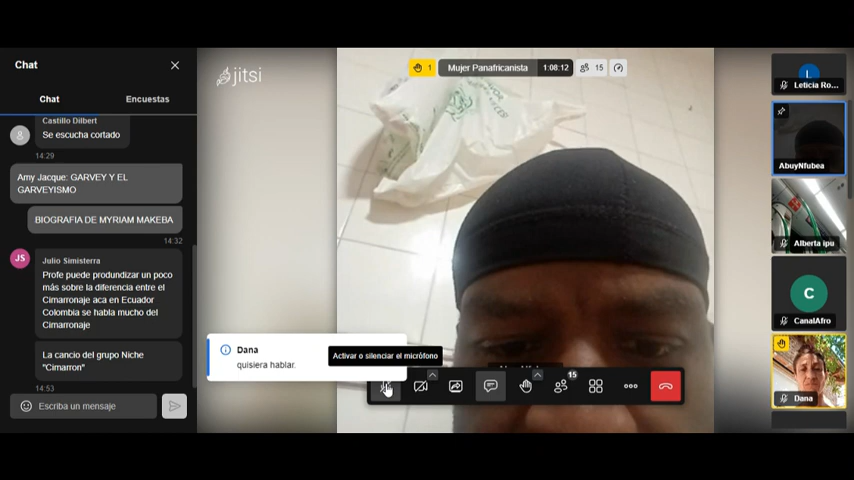 Chat
Chat
Encuestas
Castillo Dilbert
Se escucha cortado
14.29
Amy Jacque: GARVEY Y EL
GARVEYISMO
BIOGRAFIA DE MYRIAM MAKEBA
14:32
JS
Julio Simisterra
Profe puede produndizar un poco
más sobre la diferencia entre el
Cimarronaje aca en Ecuador
Colombia se habla mucho del
Cimarronaje
La cancio del grupo Niche
"Cimarron"
14:53
Escriba un mensaje
jitsi
1
Mujer Panafricanista
1:08:12
15
Dana
quisiera hablar.
Activar o silenciar el micrófono
15
L
Leticia Ro...
AbuyNfubea
Alberta ipu
C
CanalAfro
Dana